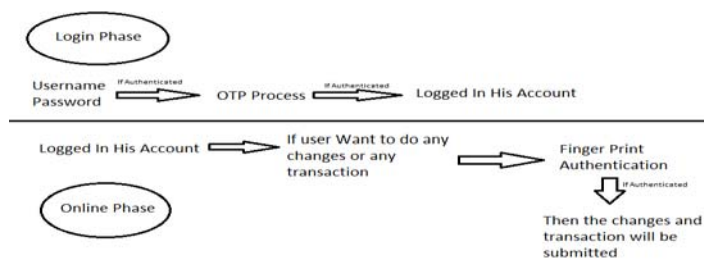 Login Phase
Username
Password
If Authenticated
OTP Process
If Authenticated
Logged In His Account
Logged In His Account
If user Want to do any
changes or any
transaction
Finger Print
Authentication
If Authenticated
Then the changes and
transaction will be
submitted
Online Phase